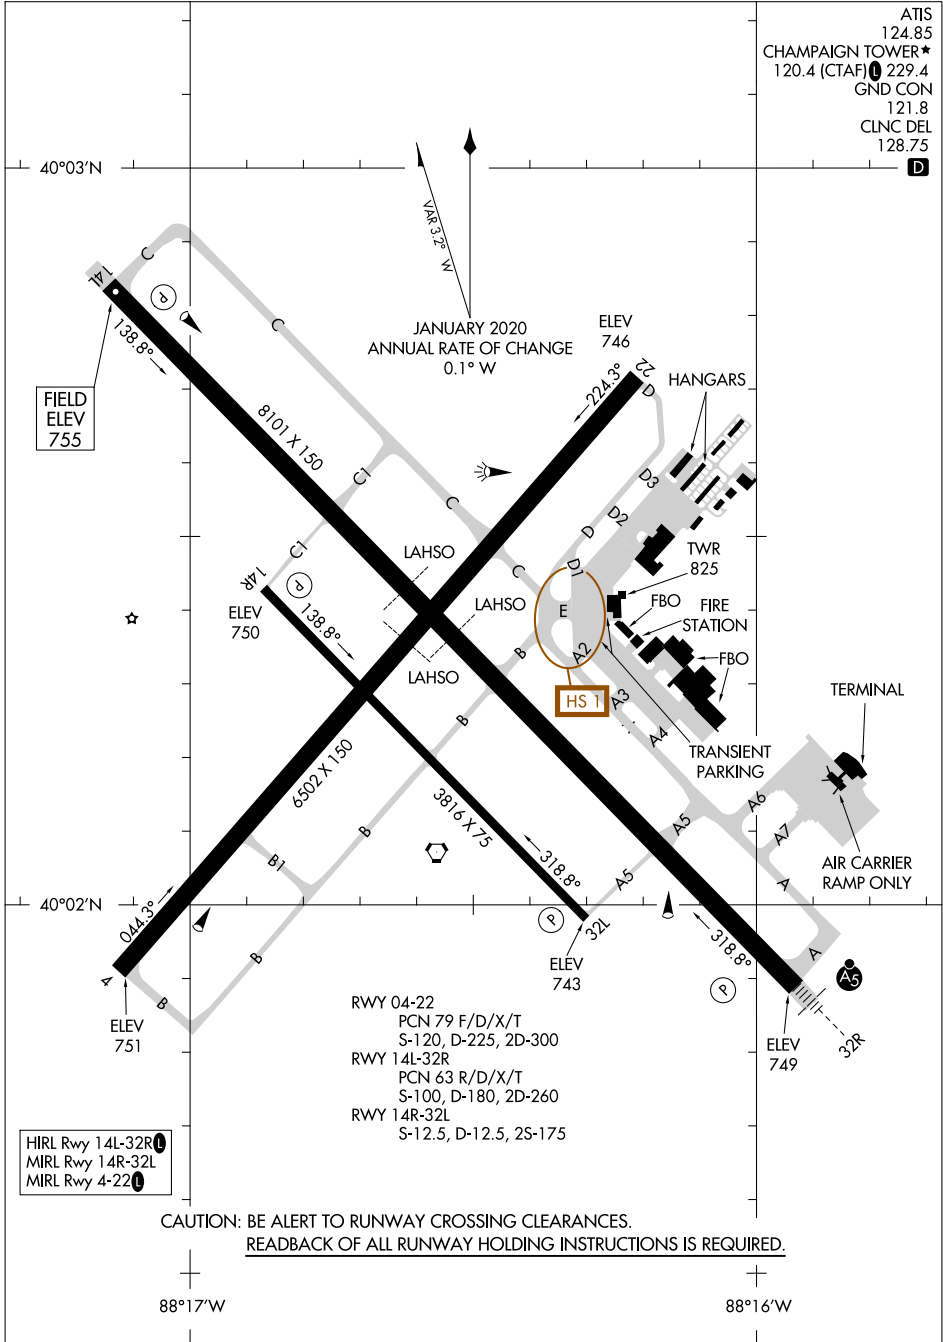 ATIS
124.85
CHAMPAIGN TOWER★
120.4 (CTAF) L 229.4
GND CON
121.8
CLNC DEL
128.75
D
40°03'N
VAR 3.2° W
JANUARY 2020
ANNUAL RATE OF CHANGE
0.1° W
C
14L
P
138.8°
C
FIELD
ELEV
755
8101 X 150
ELEV
746
22
224.3°
D
HANGARS
C1
C
D3
D2
D
C1
LAHSO
D1
C
TWR
825
14R
P
ELEV
750
138.8°
LAHSO
E
FBO
FIRE
STATION
B
A2
FBO
LAHSO
HS 1
A3
TERMINAL
B
A4
TRANSIENT
PARKING
6502 X 150
3816 X 75
A6
A5
A7
B
B1
318.8°
A5
A
AIR CARRIER
RAMP ONLY
40°02'N
044.3°
P
32L
318.8°
A
B
ELEV
743
A5
4
B
P
ELEV
751
ELEV
749
32R
RWY 04-22
PCN 79 F/D/X/T
S-120, D-225, 2D-300
RWY 14L-32R
PCN 63 R/D/X/T
S-100, D-180, 2D-260
RWY 14R-32L
S-12.5, D-12.5, 2S-175
HIRL Rwy 14L-32R L
MIRL Rwy 14R-32L
MIRL Rwy 4-22 L
CAUTION: BE ALERT TO RUNWAY CROSSING CLEARANCES.
READBACK OF ALL RUNWAY HOLDING INSTRUCTIONS IS REQUIRED.
88°17'W
88°16'W